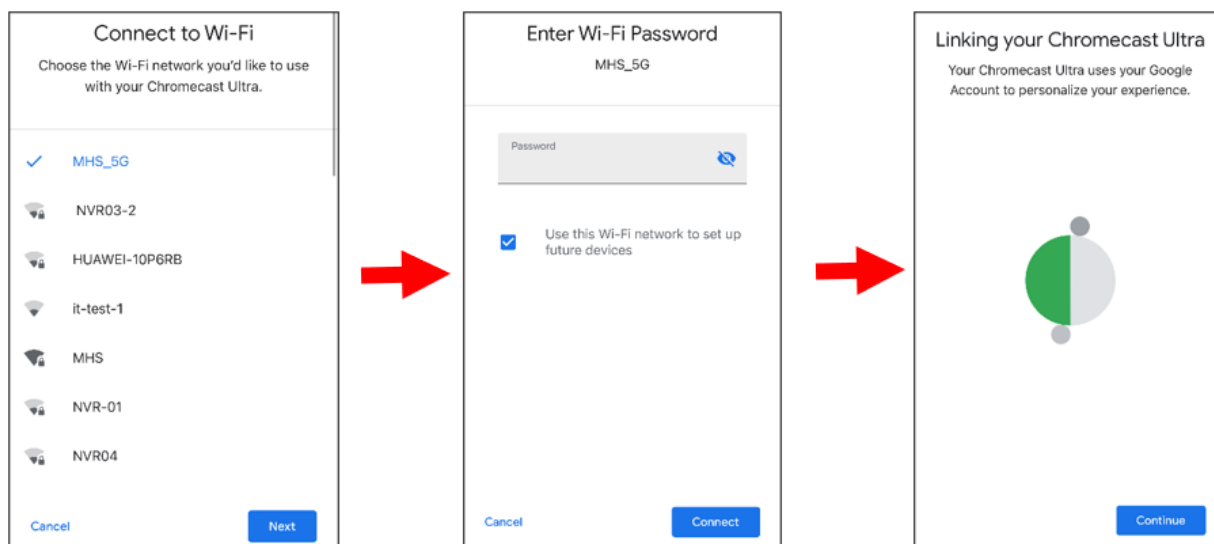 Connect to Wi-Fi
Choose the Wi-Fi network you'd like to use
with your Chromecast Ultra.
MHS_5G
NVR03-2
HUAWEI-10P6RB
it-test-1
MHS
NVR-01
NVR04
Cancel
Next
Enter Wi-Fi Password
MHS_5G
Password
Use this Wi-Fi network to set up
future devices
Cancel
Connect
Linking your Chromecast Ultra
Your Chromecast Ultra uses your Google
Account to personalize your experience.
Continue